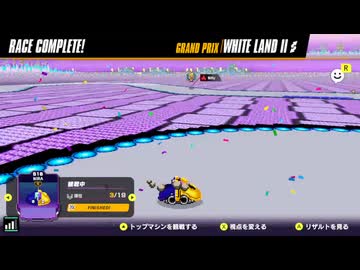 RACE COMPLETE!
GRAND PRIX WHITE LAND II
R
観戦中
3/18
FINISHED!
A トップマシンを観戦する
Y 視点を変える
X リザルトを見る